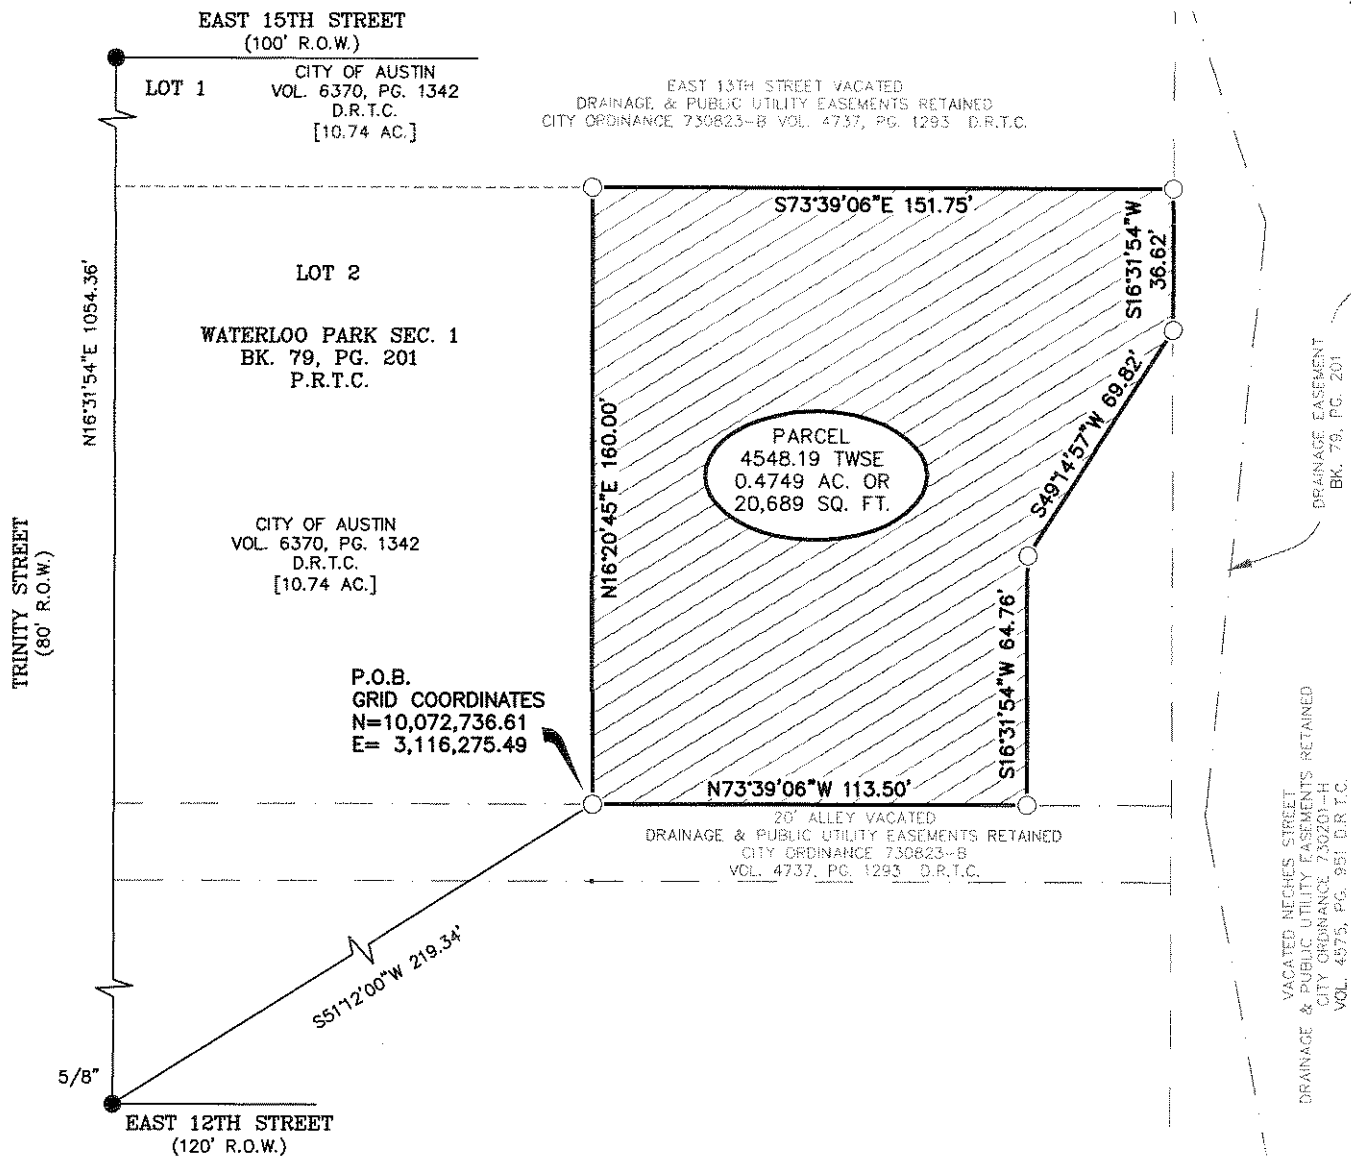 EAST 15TH STREET
(100' R.O.W.)
LOT 1
CITY OF AUSTIN
VOL. 6370, PG. 1342
D.R.T.C.
[10.74 AC.]
EAST 13TH STREET VACATED
DRAINAGE & PUBLIC UTILITY EASEMENTS RETAINED
CITY ORDINANCE 730823-B VOL. 4737, PG. 1293 D.R.T.C.
S73°39'06"E 151.75'
S16°31'54"W
36.62'
N16°31'54"E 1054.36'
LOT 2
WATERLOO PARK SEC. 1
BK. 79, PG. 201
P.R.T.C.
N16°20'45"E 160.00'
PARCEL
4548.19 TWSE
0.4749 AC. OR
20,689 SQ. FT.
S49°14'57"W 69.82'
DRAINAGE EASEMENT
BK. 79, PG. 201
CITY OF AUSTIN
VOL. 6370, PG. 1342
D.R.T.C.
[10.74 AC.]
TRINITY STREET
(80' R.O.W.)
P.O.B.
GRID COORDINATES
N=10,072,736.61
E= 3,116,275.49
S16°31'54"W 64.76'
N73°39'06"W 113.50'
20' ALLEY VACATED
DRAINAGE & PUBLIC UTILITY EASEMENTS RETAINED
CITY ORDINANCE 730823-B
VOL. 4737, PG. 1293 D.R.T.C.
VACATED NECHES STREET
DRAINAGE & PUBLIC UTILITY EASEMENTS RETAINED
CITY ORDINANCE 730201-H
VOL. 4575, PG. 951 D.R.T.C.
S51°12'00"W 219.34'
5/8"
EAST 12TH STREET
(120' R.O.W.)